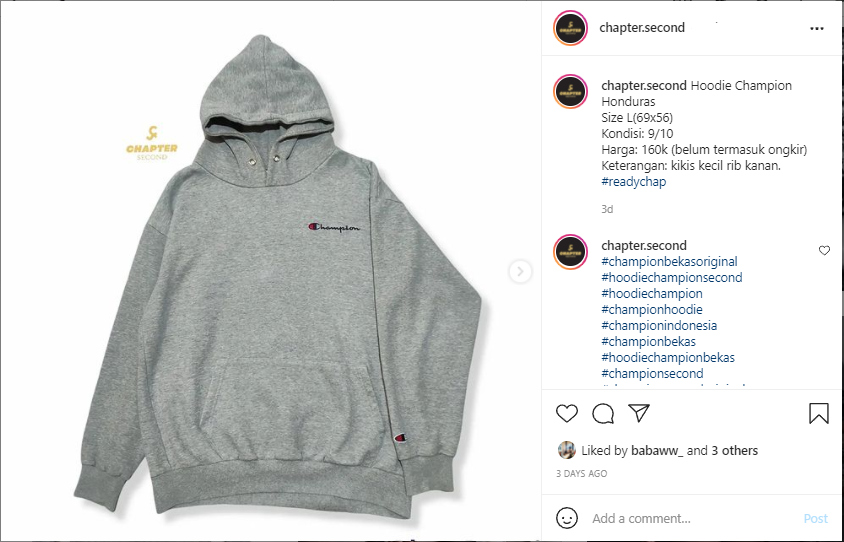 CHAPTER
SECOND
Champion
chapter.second
•••
chapter.second Hoodie Champion
Honduras
Size L(69x56)
Kondisi: 9/10
Harga: 160k (belum termasuk ongkir)
Keterangan: kikis kecil rib kanan.
#readychap
3d
chapter.second
#championbekasoriginal
#hoodiechampionsecond
#hoodiechampion
#championhoodie
#championindonesia
#championbekas
#hoodiechampionbekas
#championsecond
Liked by babaww_ and 3 others
3 DAYS AGO
Add a comment...
Post